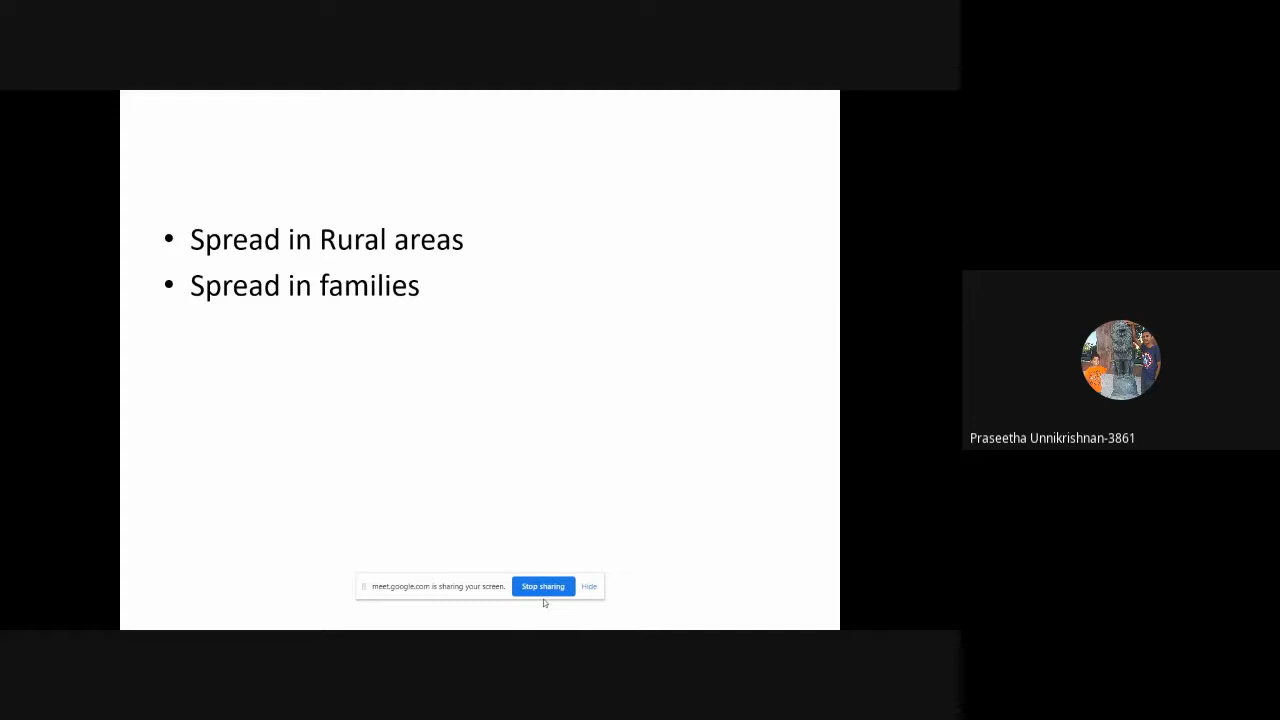 • Spread in Rural areas
• Spread in families
meet.google.com is sharing your screen. Stop sharing Hide
Praseetha Unnikrishnan-3861